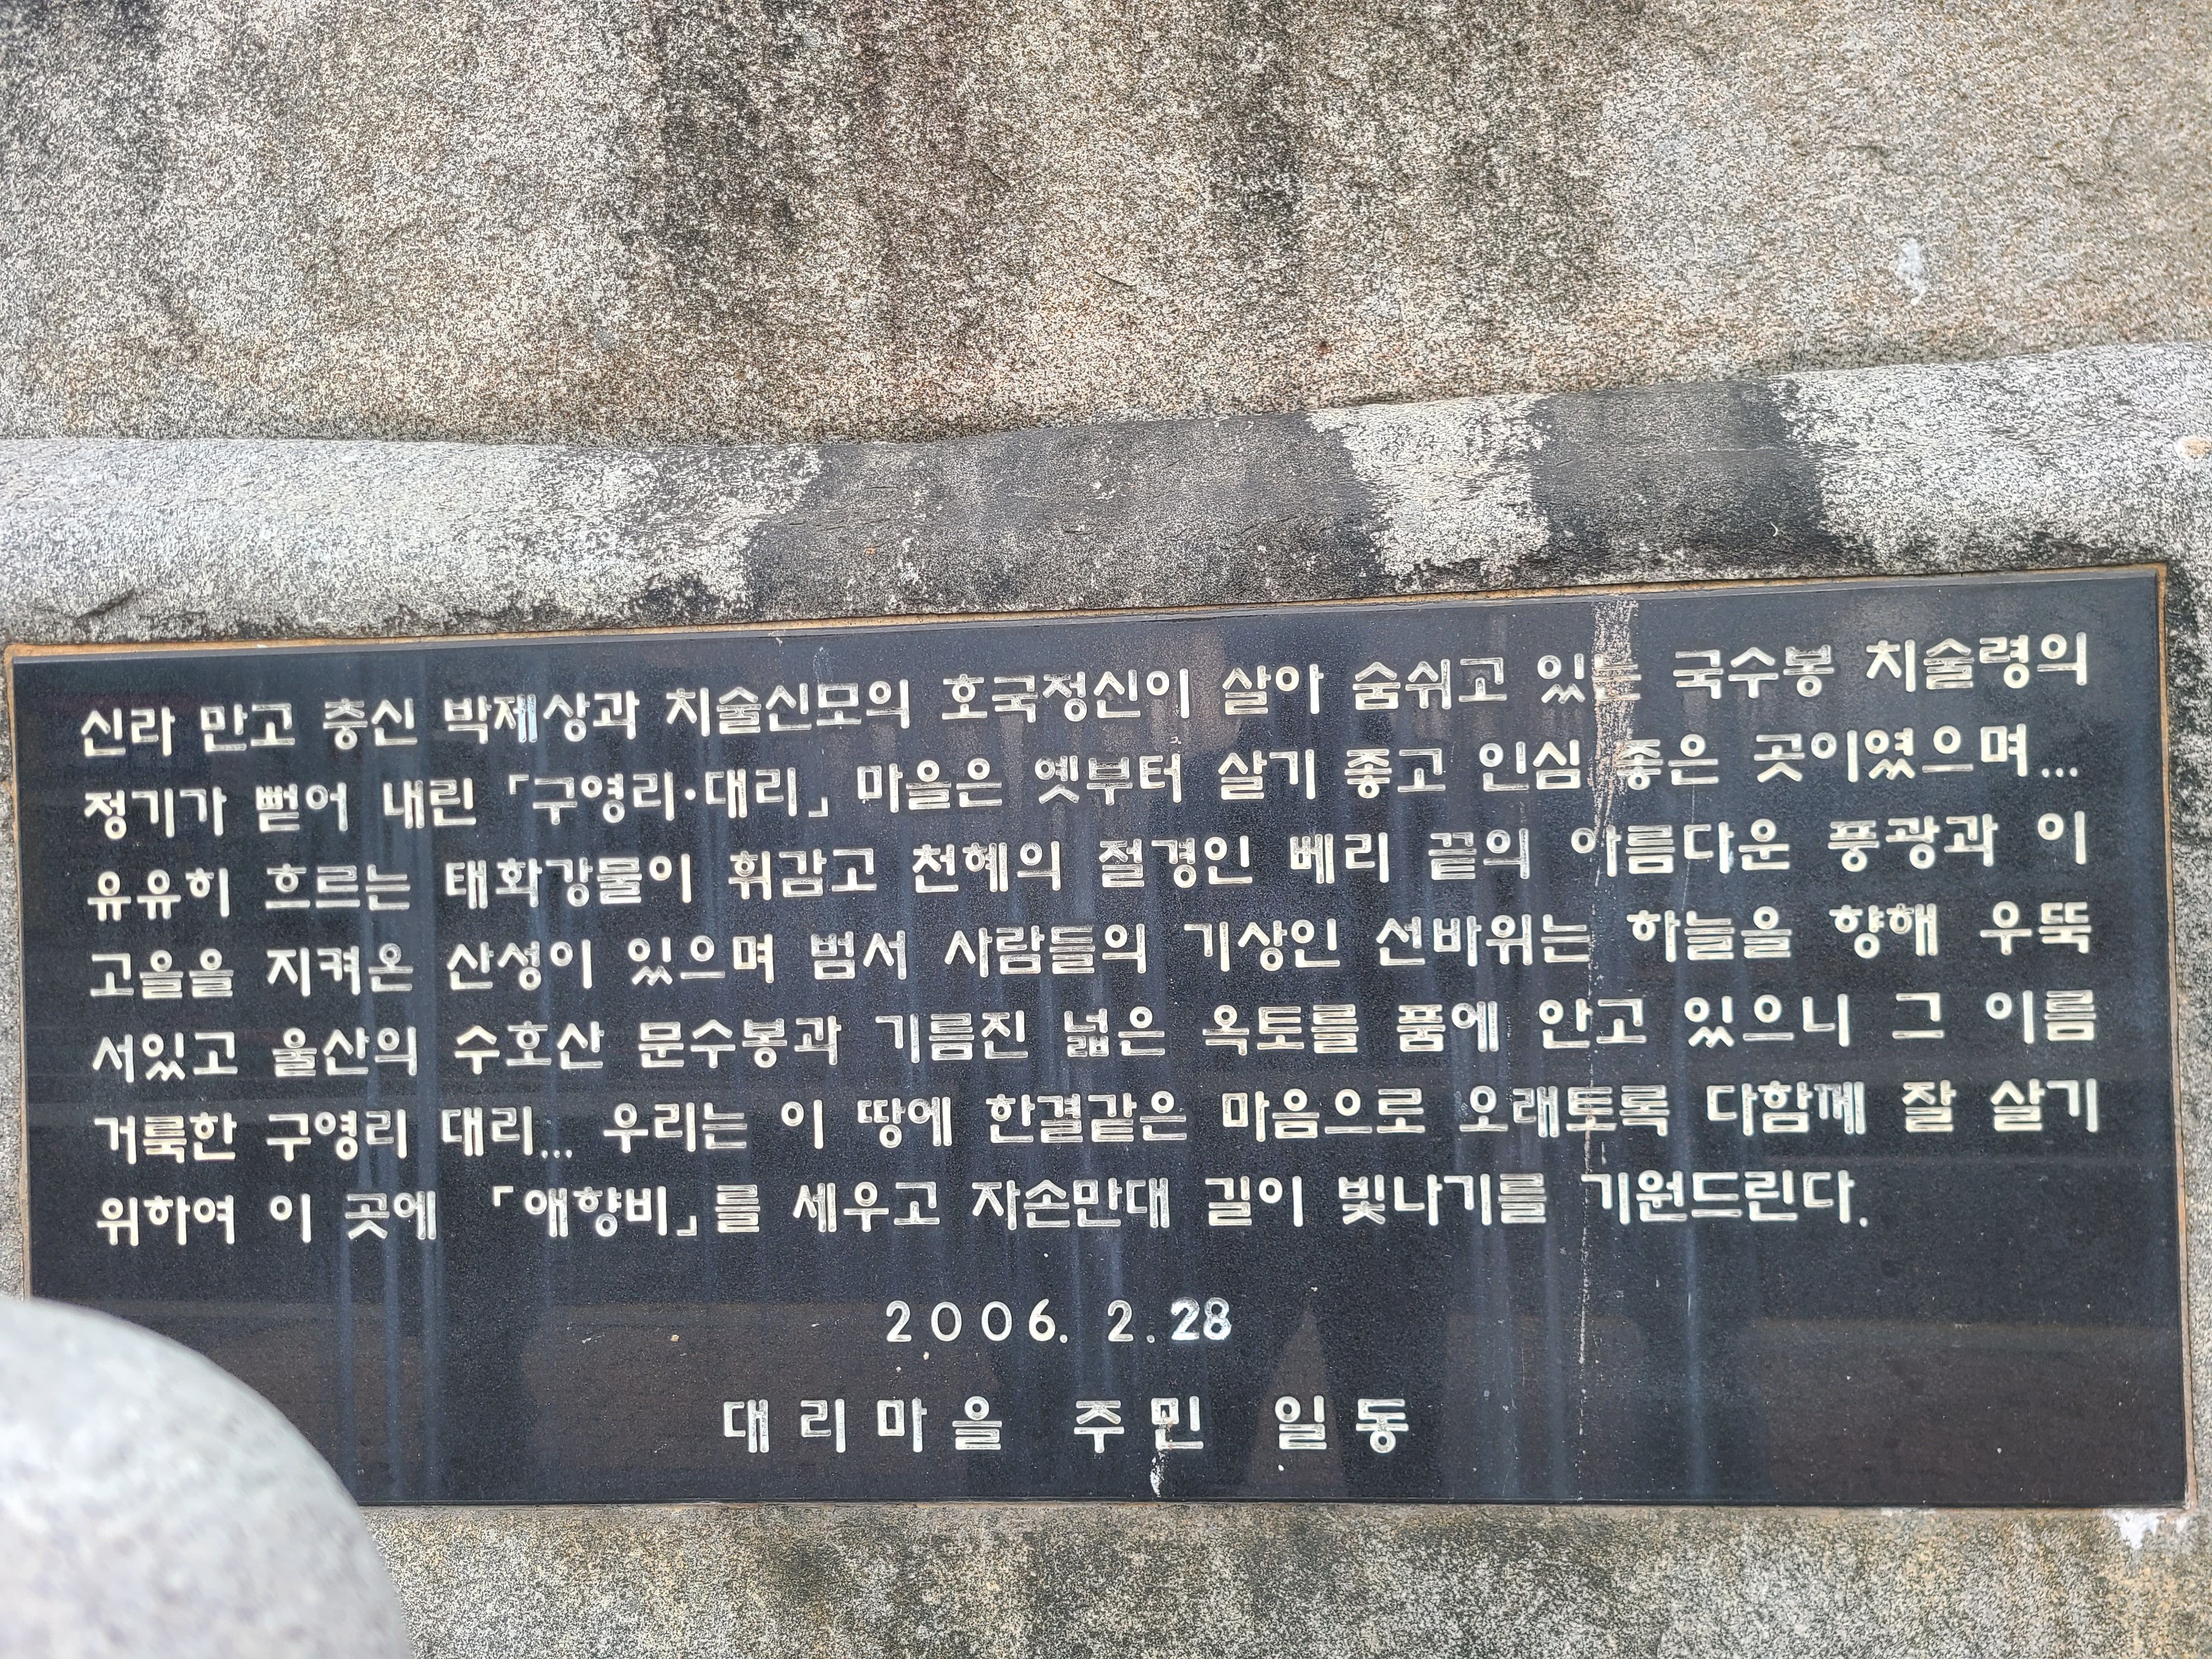 신라 만고 충신 박제상과 치술신모의 호국정신이 살아 숨쉬고 있는 국수봉 치술령의
정기가 뻗어 내린 「구영리·대리」 마을은 옛부터 살기 좋고 인심 좋은 곳이였으며...
유유히 흐르는 태화강물이 휘감고 천혜의 절경인 베리 끝의 아름다운 풍광과 이
고을을 지켜온 산성이 있으며 범서 사람들의 기상인 선바위는 하늘을 향해 우뚝
서있고 울산의 수호산 문수봉과 기름진 넓은 옥토를 품에 안고 있으니 그 이름
거룩한 구영리 대리... 우리는 이 땅에 한결같은 마음으로 오래토록 다함께 잘 살기
위하여 이 곳에 「애향비」를 세우고 자손만대 길이 빛나기를 기원드린다.
2006. 2. 28
대리마을 주민 일동